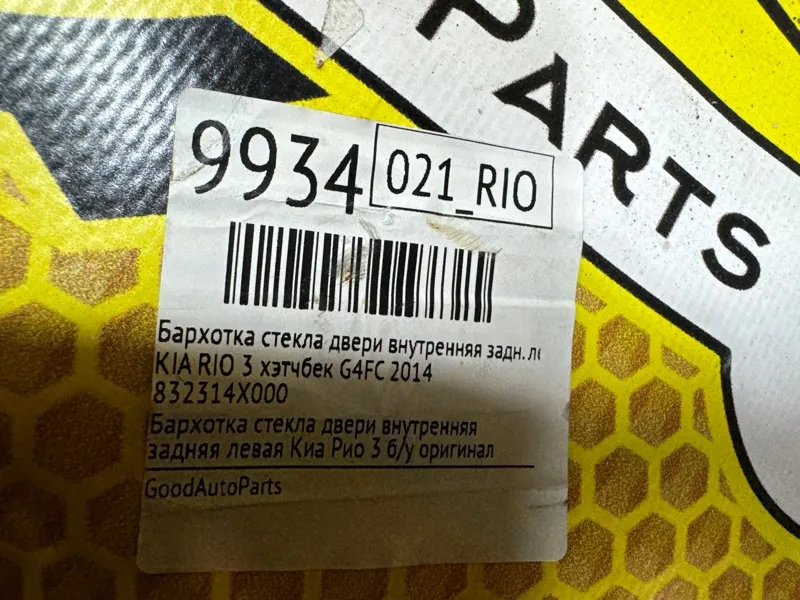 PARTS
9934
021_RIO
Бархотка стекла двери внутренняя задн. ле
KIA RIO 3 хэтчбек G4FC 2014
832314X000
Бархотка стекла двери внутренняя
задняя левая Киа Рио 3 б/у оригинал
GoodAutoParts